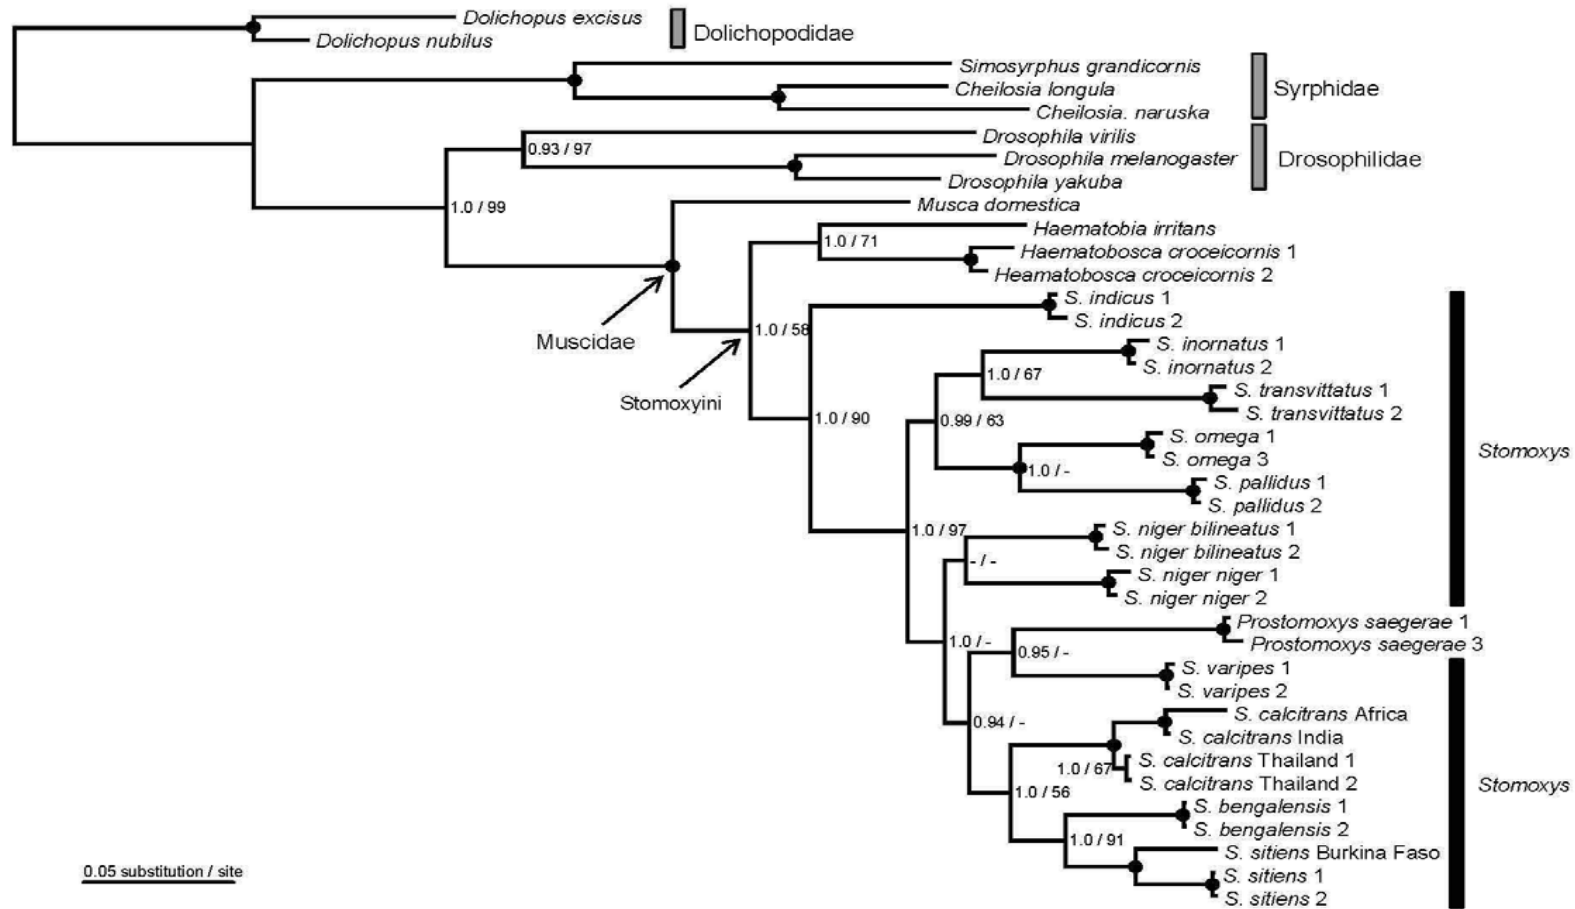 Dolichopus excisus
Dolichopus nubilus
Dolichopodidae
Simosyrphus grandicornis
Cheilosia longula
Syrphidae
Cheilosia. naruska
Drosophila virilis
0.93 / 97
Drosophila melanogaster
Drosophilidae
Drosophila yakuba
Musca domestica
1.0 / 99
Haematobia irritans
1.0 / 71
Haematobosca croceicornis 1
Heamatobosca croceicornis 2
S. indicus 1
S. indicus 2
Muscidae
1.0 / 58
S. inornatus 1
S. inornatus 2
1.0 / 67
S. transvittatus 1
S. transvittatus 2
Stomoxyini
1.0 / 90
0.99 / 63
S. omega 1
S. omega 3
Stomoxys
1.0 / -
S. pallidus 1
S. pallidus 2
1.0 / 97
S. niger bilineatus 1
S. niger bilineatus 2
- / -
S. niger niger 1
S. niger niger 2
Prostomoxys saegerae 1
Prostomoxys saegerae 3
1.0 / -
0.95 / -
S. varipes 1
S. varipes 2
0.94 / -
S. calcitrans Africa
S. calcitrans India
S. calcitrans Thailand 1
1.0 / 67
S. calcitrans Thailand 2
Stomoxys
1.0 / 56
S. bengalensis 1
S. bengalensis 2
1.0 / 91
S. sitiens Burkina Faso
S. sitiens 1
S. sitiens 2
0.05 substitution / site